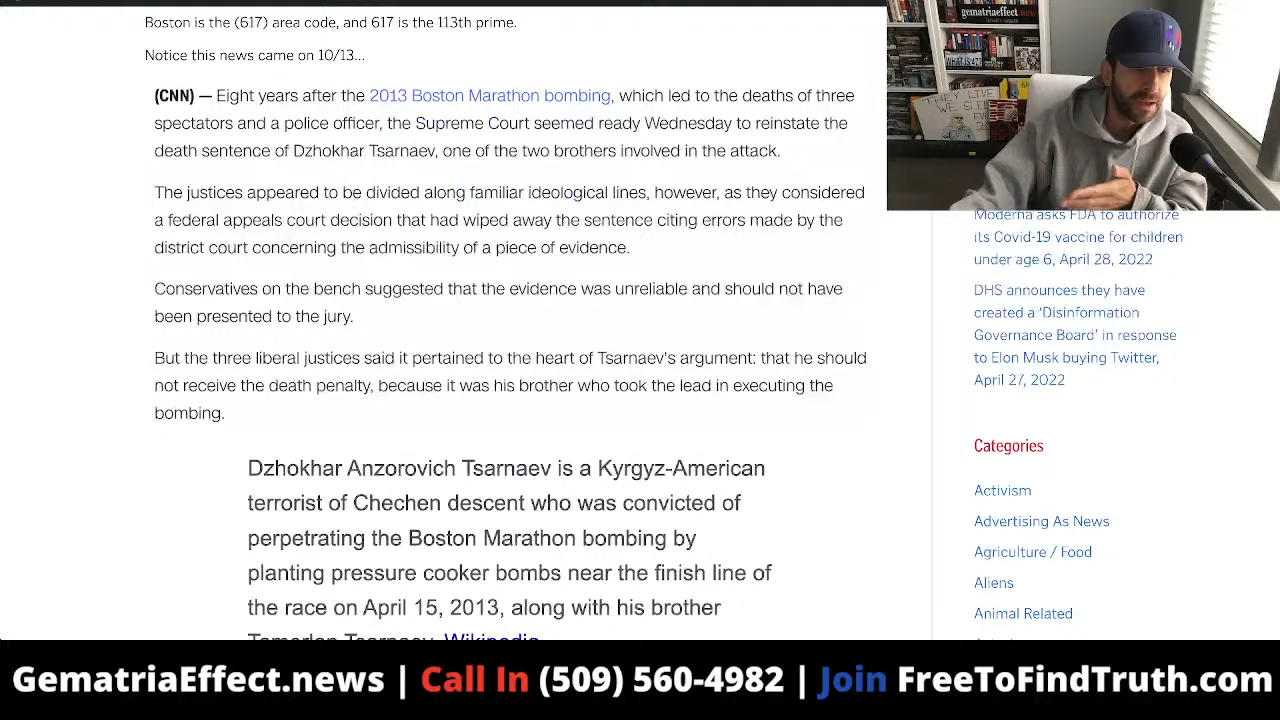 Boston is the (617) area code, and 617 is the 113th prime.
Notice the news came on 10/13...
(CNN) — Eight years after the 2013 Boston Marathon bombing, which led to the deaths of three
spectators and a police officer, the Supreme Court seemed ready Wednesday to reinstate the
death sentence of Dzhokhar Tsarnaev, one of the two brothers involved in the attack.
The justices appeared to be divided along familiar ideological lines, however, as they considered
a federal appeals court decision that had wiped away the sentence citing errors made by the
district court concerning the admissibility of a piece of evidence.
Conservatives on the bench suggested that the evidence was unreliable and should not have
been presented to the jury.
But the three liberal justices said it pertained to the heart of Tsarnaev's argument: that he should
not receive the death penalty, because it was his brother who took the lead in executing the
bombing.
Dzhokhar Anzorovich Tsarnaev is a Kyrgyz-American
terrorist of Chechen descent who was convicted of
perpetrating the Boston Marathon bombing by
planting pressure cooker bombs near the finish line of
the race on April 15, 2013, along with his brother
Tamerlan Tsarnaev. Wikipedia
gematriaeffect.news
THEY LIVE
WE SLEEP
Moderna asks FDA to authorize
its Covid-19 vaccine for children
under age 6, April 28, 2022
DHS announces they have
created a 'Disinformation
Governance Board' in response
to Elon Musk buying Twitter,
April 27, 2022
Categories
Activism
Advertising As News
Agriculture / Food
Aliens
Animal Related
GematriaEffect.news | Call In (509) 560-4982 | Join FreeToFindTruth.com